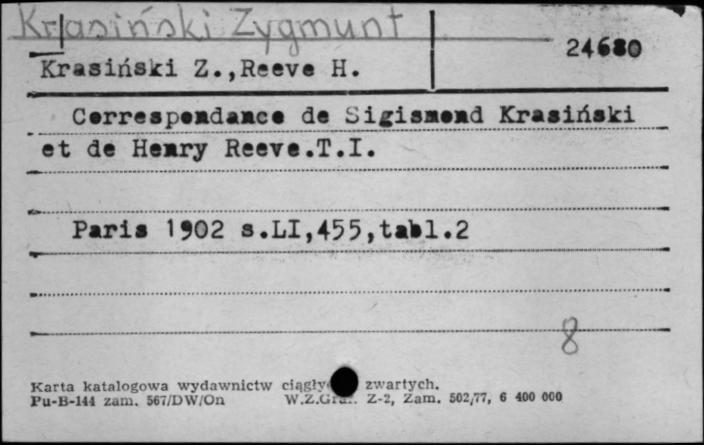 Krasiński Zygmunt
24680
Krasiński Z.,Reeve H.
Correspondance de Sigismond Krasiński
et de Henry Reeve.T.I.
Paris 1902 s.LI,455,tabl.2
8
Karta katalogowa wydawnictw zwartych.
Pu-B-144 zam. 567/DW/On W.Z.Graf. Z-2, Zam. 502/77, 6 400 000